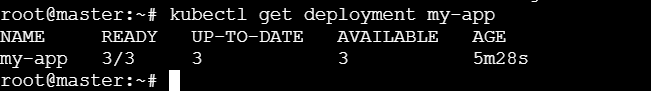 root@master:~# kubectl get deployment my-app
NAME     READY   UP-TO-DATE   AVAILABLE   AGE
my-app   3/3     3            3           5m28s
root@master:~#